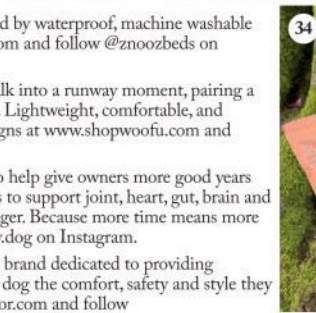 d by waterproof, machine washable
om and follow @znoozbeds on
alk into a runway moment, pairing a
. Lightweight, comfortable, and
igns at www.shopwoofu.com and
o help give owners more good years
s to support joint, heart, gut, brain and
ger. Because more time means more
.dog on Instagram.
brand dedicated to providing
dog the comfort, safety and style they
or.com and follow
34